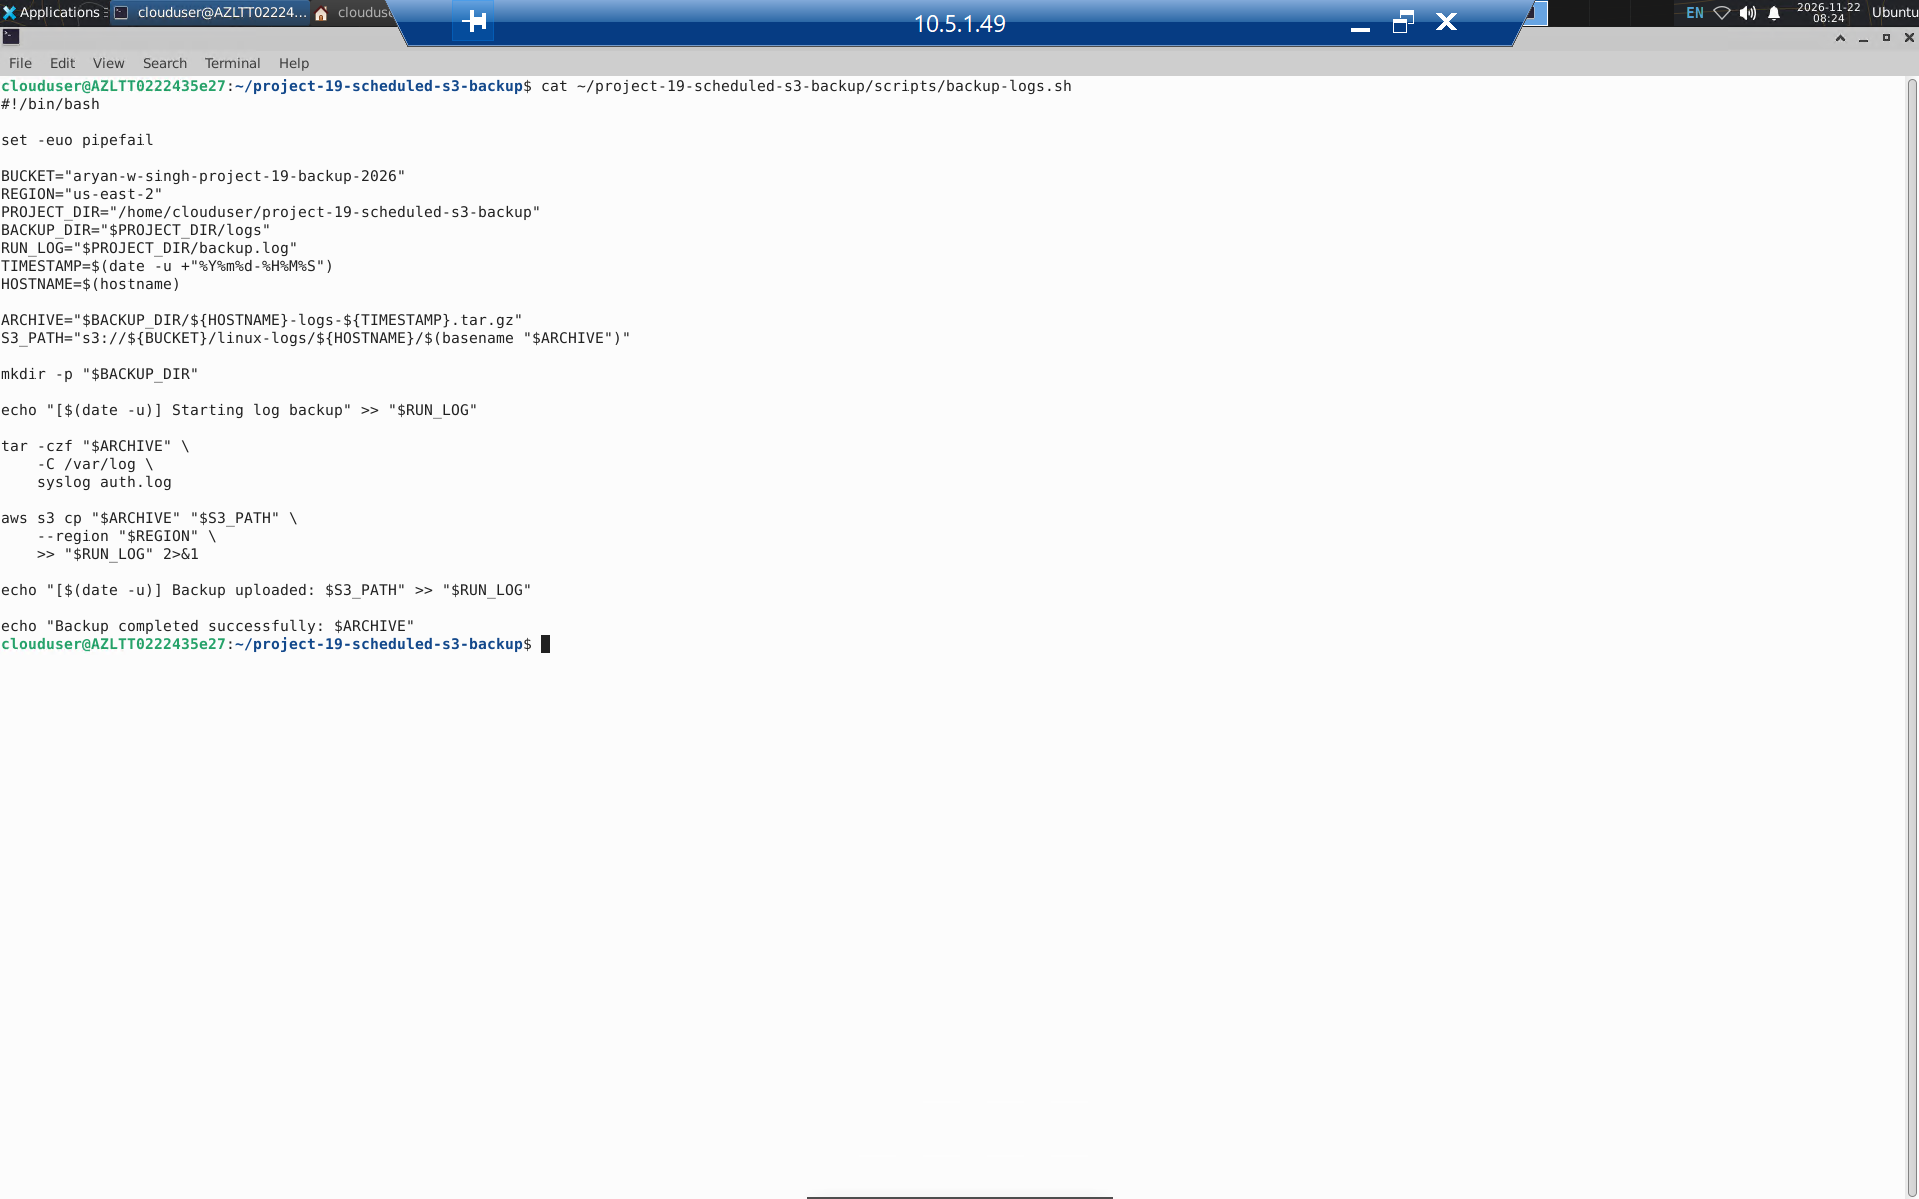 Applications
clouduser@AZLTT02224...
clouduse
10.5.1.49
EN
2026-11-22
08:24
Ubuntu
File Edit View Search Terminal Help
clouduser@AZLTT0222435e27:~/project-19-scheduled-s3-backup$ cat ~/project-19-scheduled-s3-backup/scripts/backup-logs.sh
#!/bin/bash

set -euo pipefail

BUCKET="aryan-w-singh-project-19-backup-2026"
REGION="us-east-2"
PROJECT_DIR="/home/clouduser/project-19-scheduled-s3-backup"
BACKUP_DIR="$PROJECT_DIR/logs"
RUN_LOG="$PROJECT_DIR/backup.log"
TIMESTAMP=$(date -u +"%Y%m%d-%H%M%S")
HOSTNAME=$(hostname)

ARCHIVE="$BACKUP_DIR/${HOSTNAME}-logs-${TIMESTAMP}.tar.gz"
S3_PATH="s3://${BUCKET}/linux-logs/${HOSTNAME}/$(basename "$ARCHIVE")"

mkdir -p "$BACKUP_DIR"

echo "[$(date -u)] Starting log backup" >> "$RUN_LOG"

tar -czf "$ARCHIVE" \
    -C /var/log \
    syslog auth.log

aws s3 cp "$ARCHIVE" "$S3_PATH" \
    --region "$REGION" \
    >> "$RUN_LOG" 2>&1

echo "[$(date -u)] Backup uploaded: $S3_PATH" >> "$RUN_LOG"

echo "Backup completed successfully: $ARCHIVE"
clouduser@AZLTT0222435e27:~/project-19-scheduled-s3-backup$